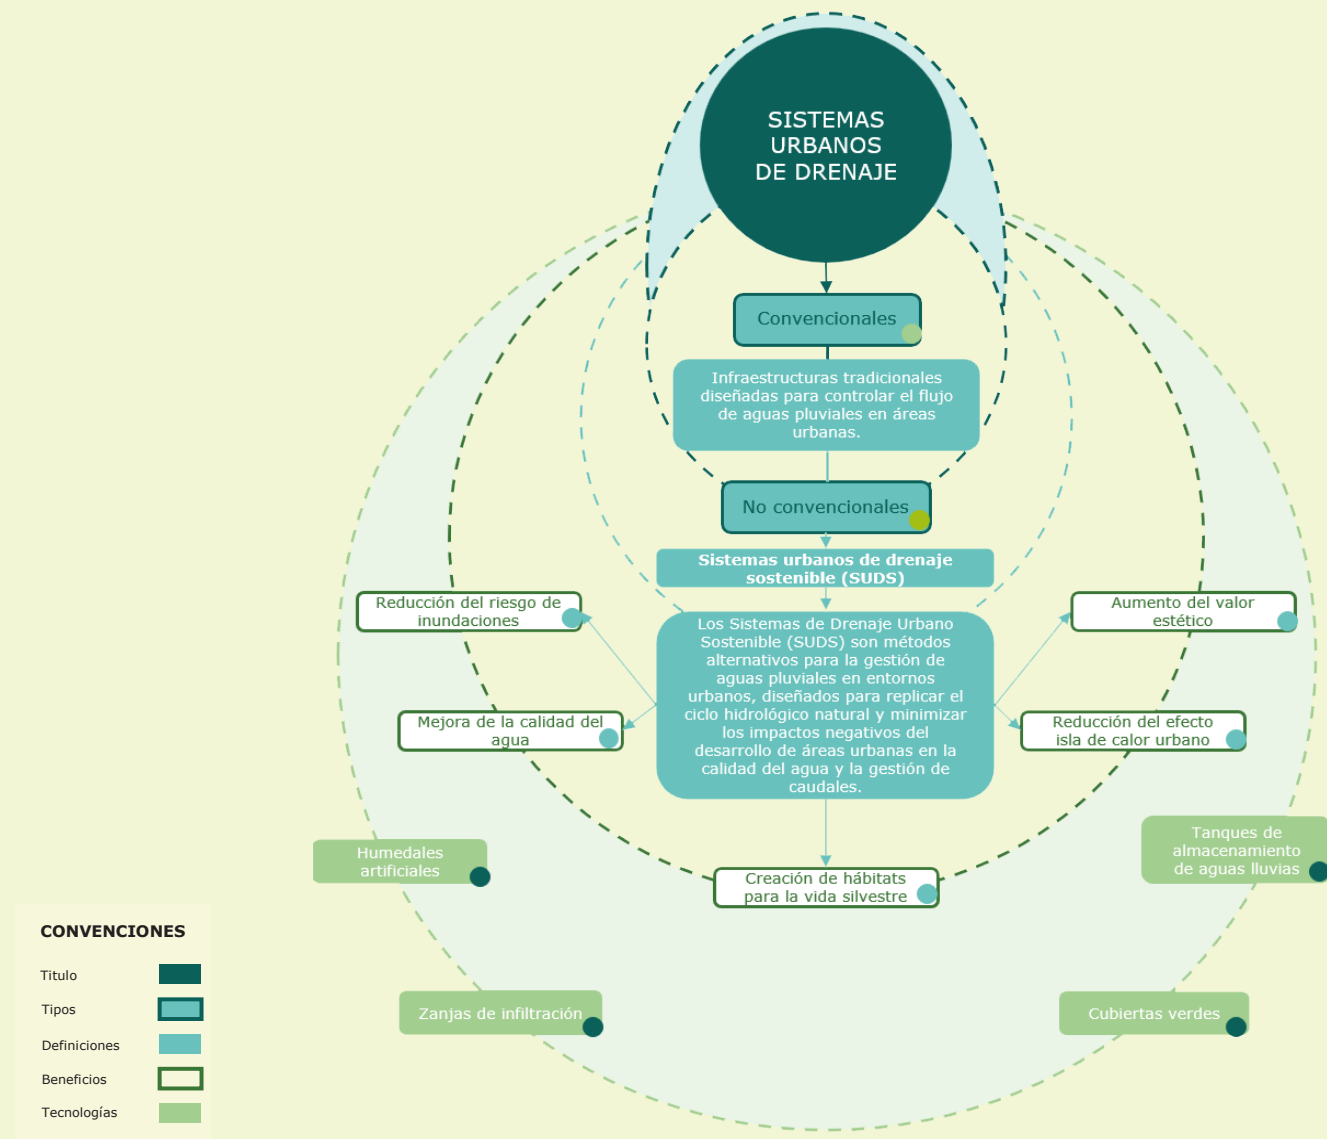 SISTEMAS
URBANOS
DE DRENAJE
Convencionales
Infraestructuras tradicionales
diseñadas para controlar el flujo
de aguas pluviales en áreas
urbanas.
No convencionales
Sistemas urbanos de drenaje
sostenible (SUDS)
Reducción del riesgo de
inundaciones
Aumento del valor
estético
Los Sistemas de Drenaje Urbano
Sostenible (SUDS) son métodos
alternativos para la gestión de
aguas pluviales en entornos
urbanos, diseñados para replicar el
ciclo hidrológico natural y minimizar
los impactos negativos del
desarrollo de áreas urbanas en la
calidad del agua y la gestión de
caudales.
Mejora de la calidad del
agua
Reducción del efecto
isla de calor urbano
Humedales
artificiales
Tanques de
almacenamiento
de aguas lluvias
Creación de hábitats
para la vida silvestre
Zanjas de infiltración
Cubiertas verdes
CONVENCIONES
Titulo
Tipos
Definiciones
Beneficios
Tecnologías